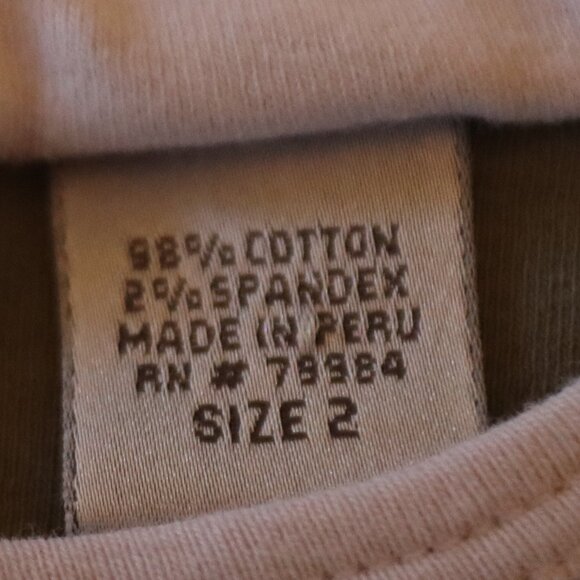 98% COTTON
2% SPANDEX
MADE IN PERU
RN # 79984
SIZE 2